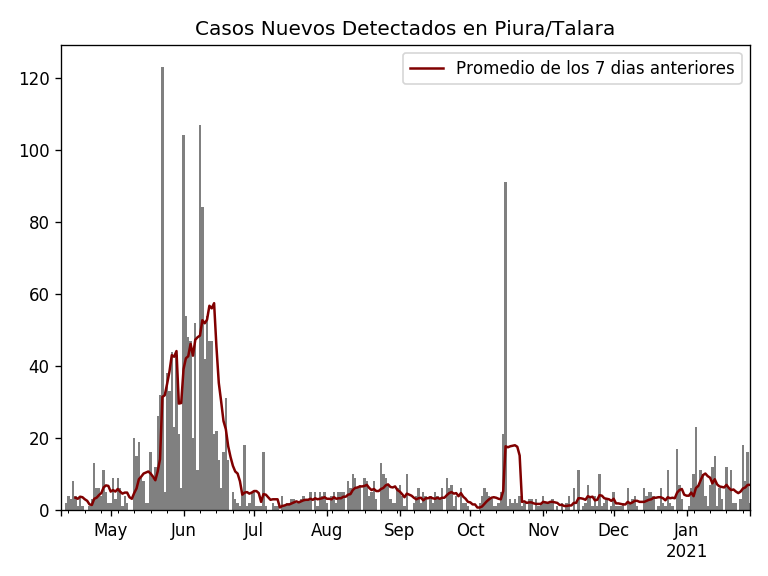 Casos Nuevos Detectados en Piura/Talara
Promedio de los 7 dias anteriores
120
100
80
60
40
20
0
May Jun Jul Aug Sep Oct Nov Dec Jan
2021